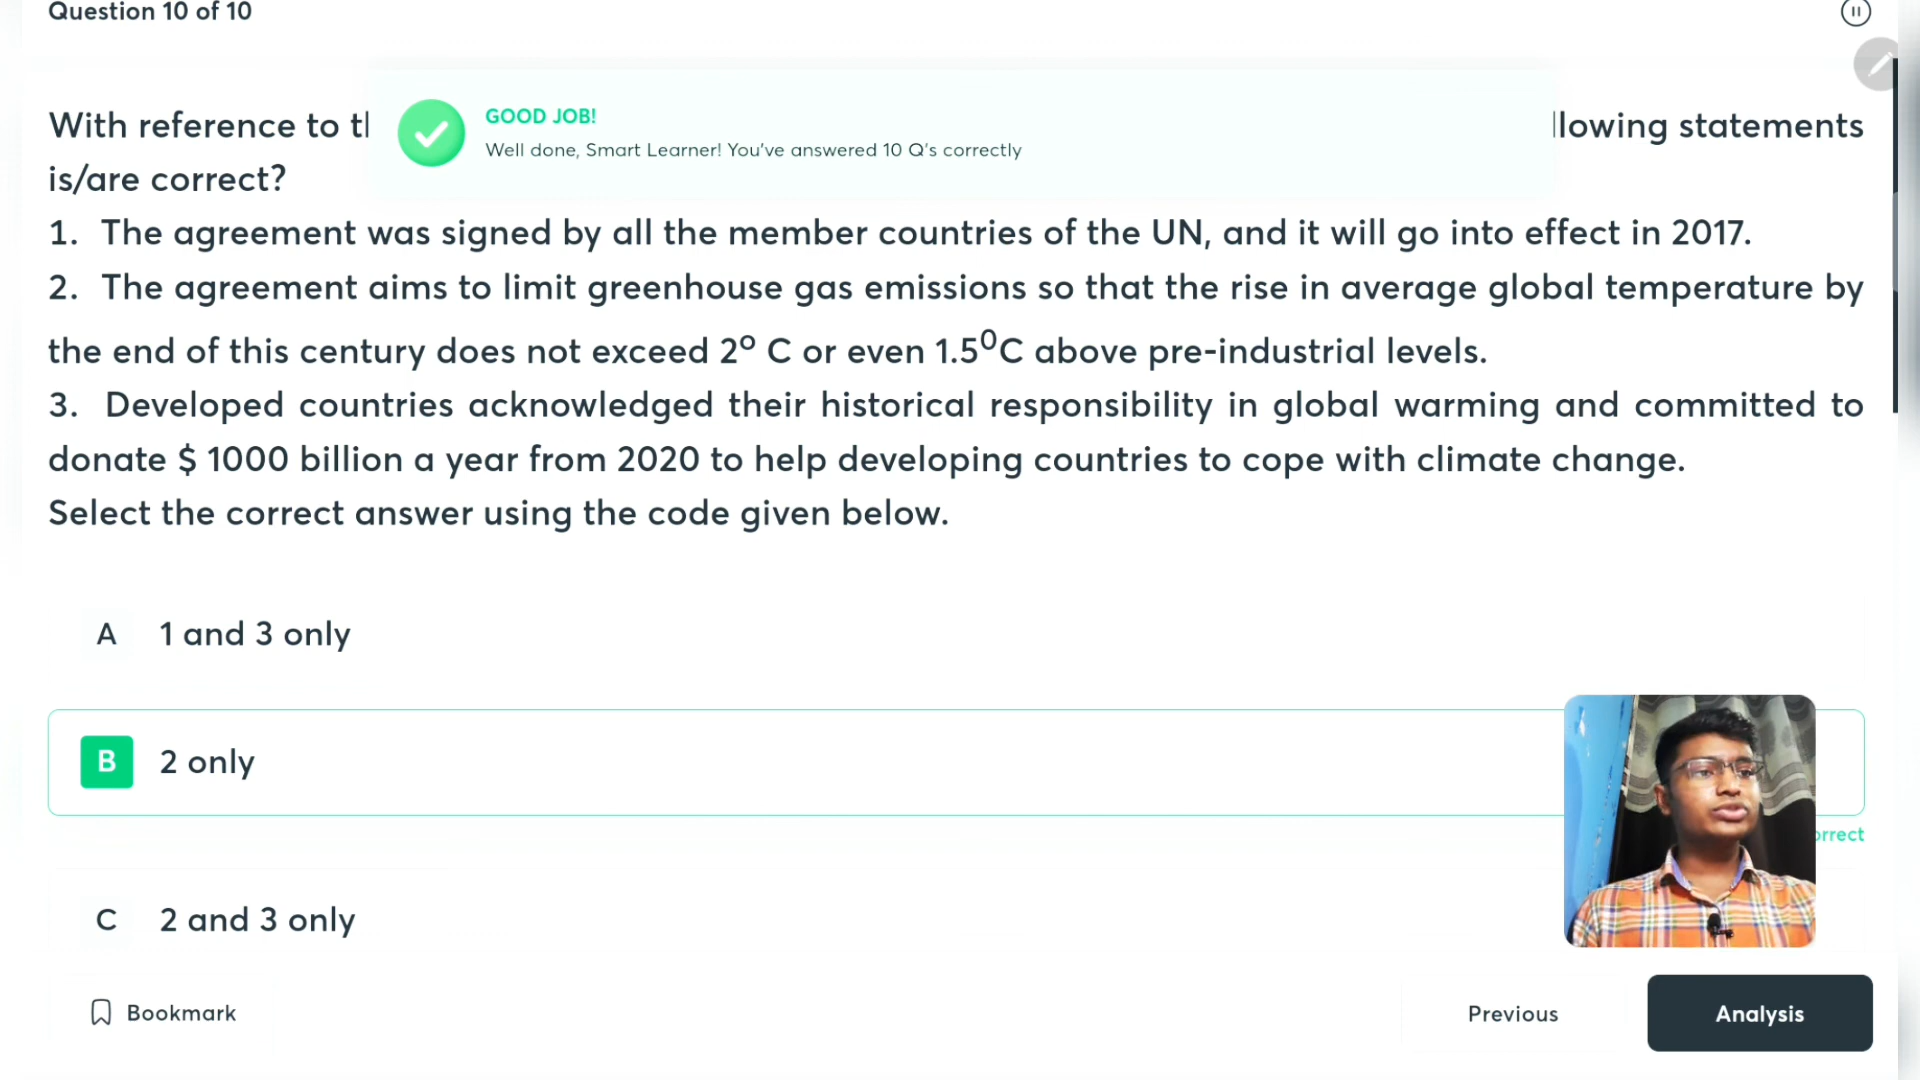 Question 10 of 10
GOOD JOB!
Well done, Smart Learner! You've answered 10 Q's correctly
With reference to lowing statements
is/are correct?
1. The agreement was signed by all the member countries of the UN, and it will go into effect in 2017.
2. The agreement aims to limit greenhouse gas emissions so that the rise in average global temperature by
the end of this century does not exceed 2° C or even 1.5⁰C above pre-industrial levels.
3. Developed countries acknowledged their historical responsibility in global warming and committed to
donate $ 1000 billion a year from 2020 to help developing countries to cope with climate change.
Select the correct answer using the code given below.
A 1 and 3 only
B 2 only
orrect
C 2 and 3 only
Bookmark
Previous
Analysis